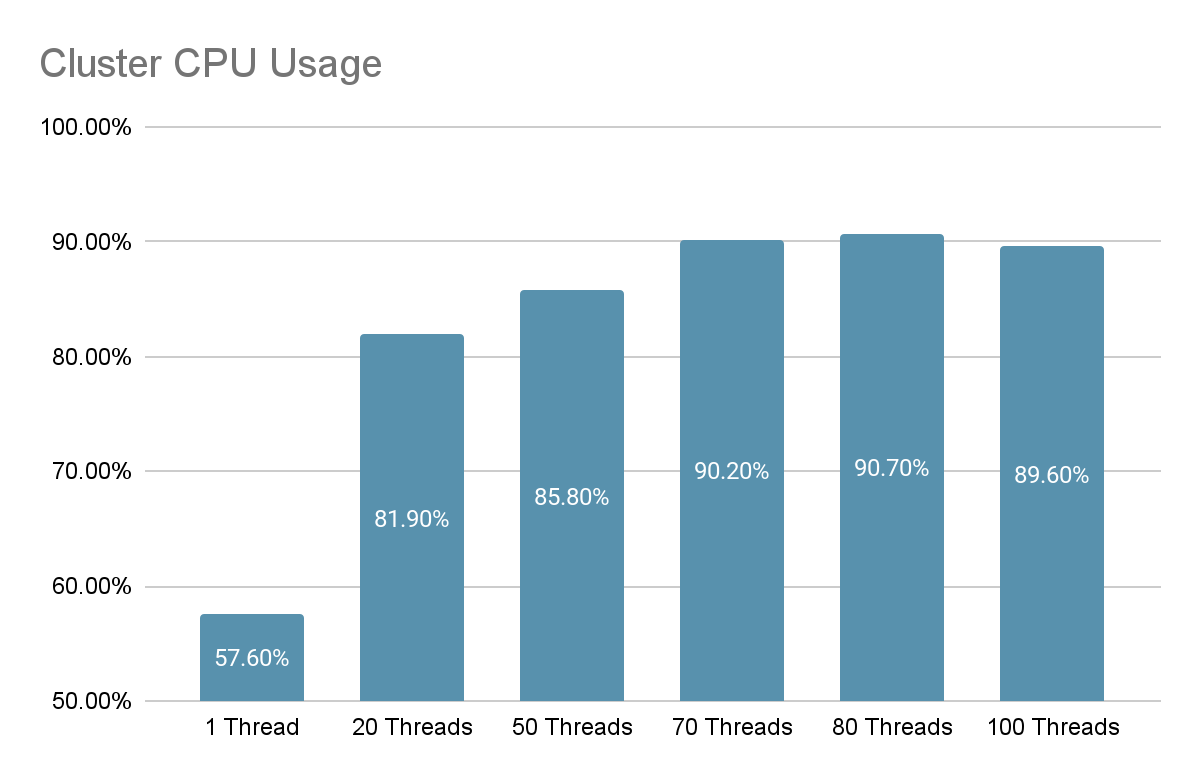 Cluster CPU Usage
100.00%
90.00%
80.00%
70.00%
60.00%
50.00%
57.60%
81.90%
85.80%
90.20%
90.70%
89.60%
1 Thread
20 Threads
50 Threads
70 Threads
80 Threads
100 Threads